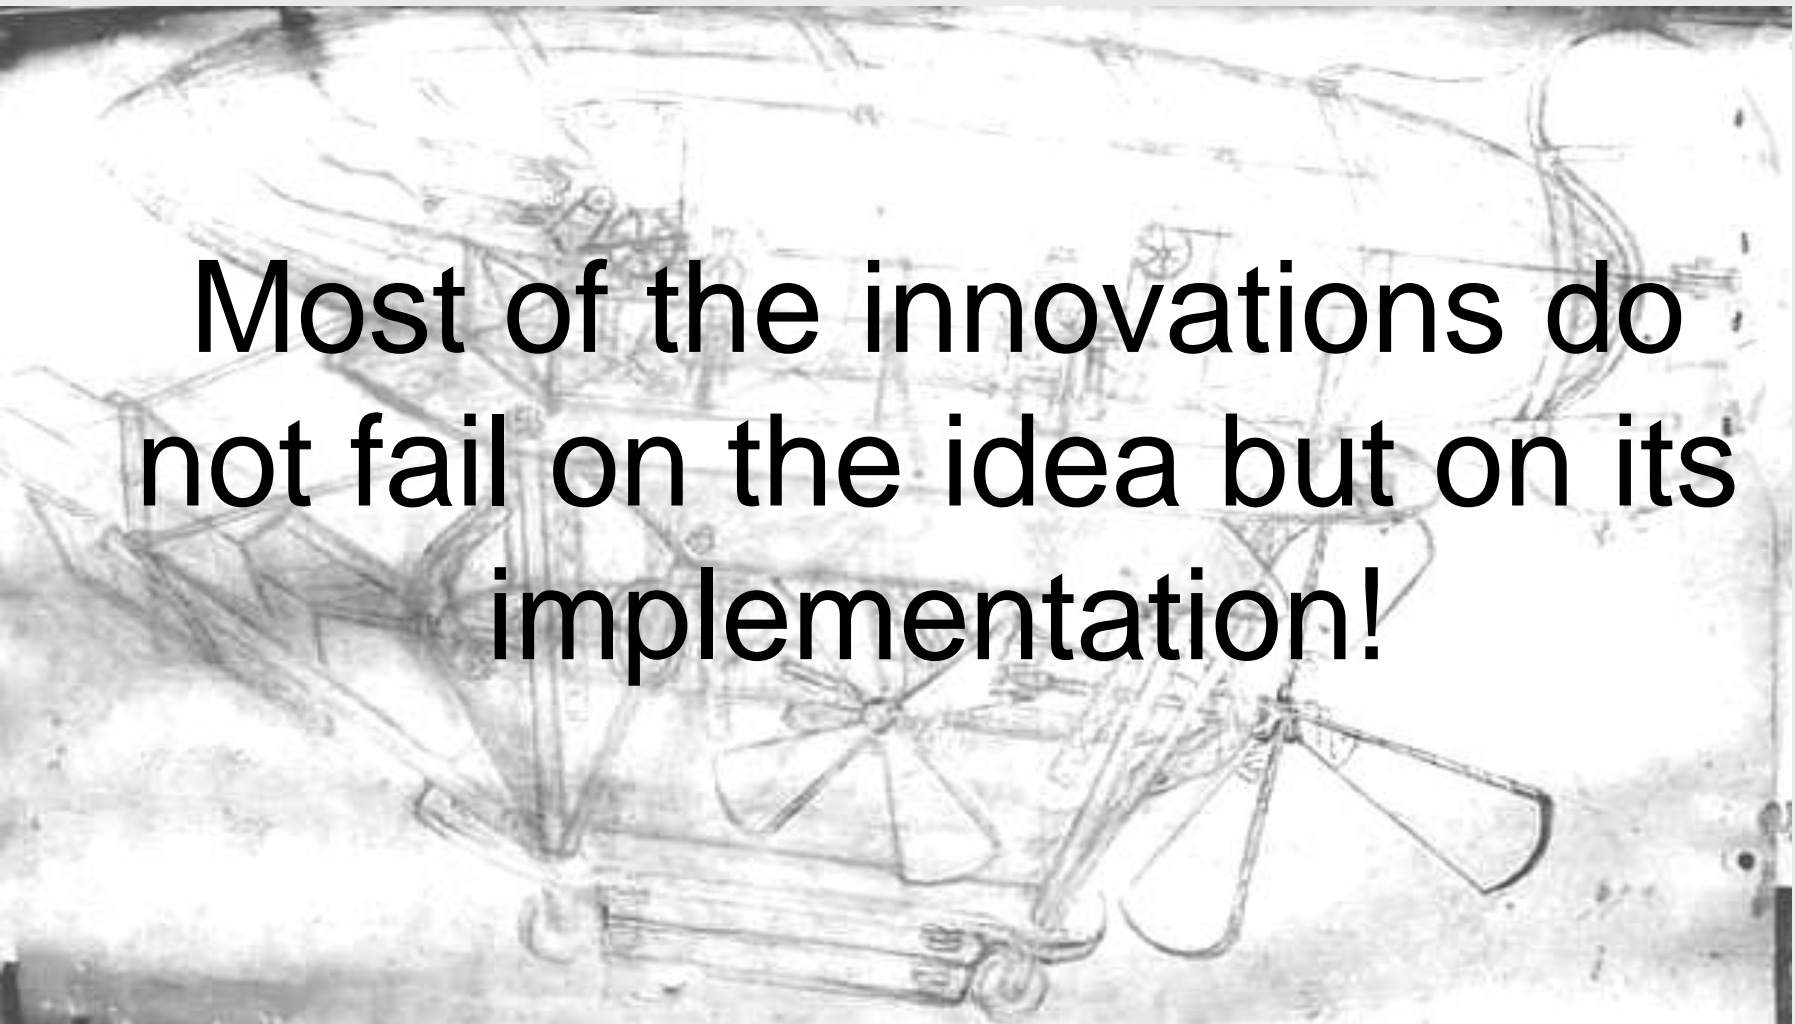 Most of the innovations do
not fail on the idea but on its
implementation!